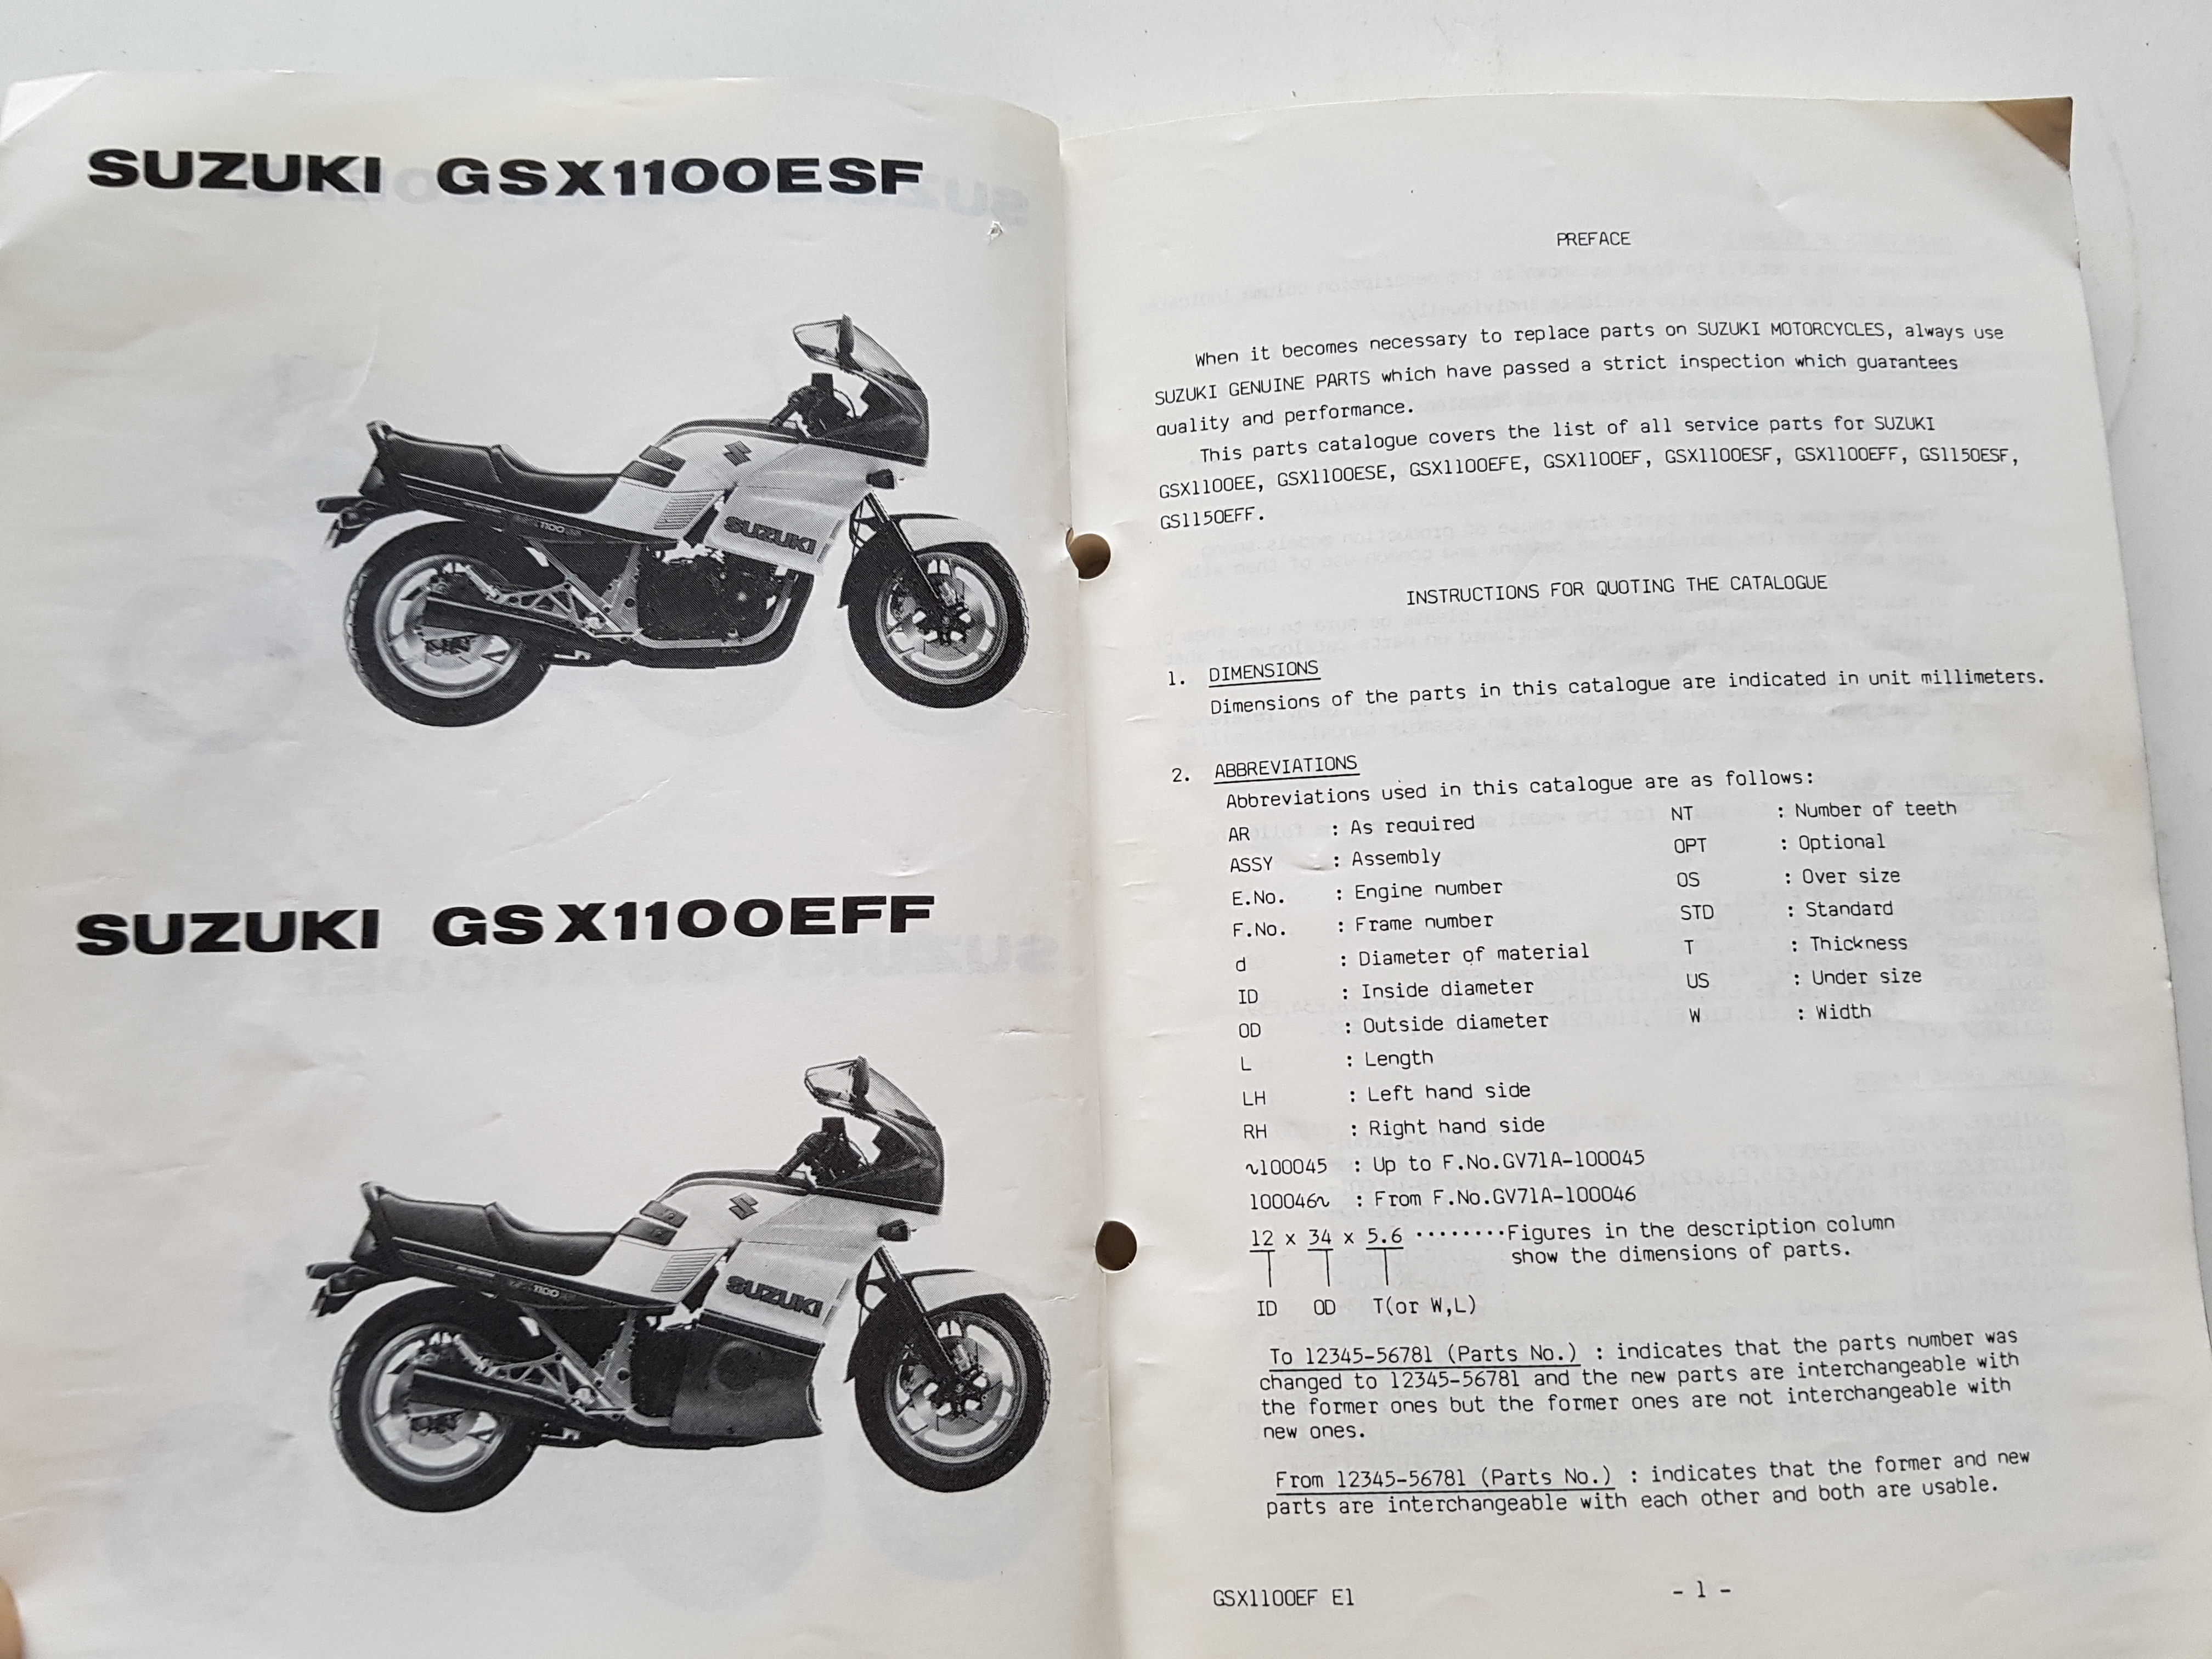 SUZUKI GSX1100ESF
SUZUKI
SUZUKI GSX1100EFF
SUZUKI
PREFACE
When it becomes necessary to replace parts on SUZUKI MOTORCYCLES, always use
SUZUKI GENUINE PARTS which have passed a strict inspection which guarantees
quality and performance.
This parts catalogue covers the list of all service parts for SUZUKI
GSX1100EE, GSX1100ESE, GSX1100EFE, GSX1100EF, GSX1100ESF, GSX1100EFF, GS1150ESF,
GS1150EFF.
INSTRUCTIONS FOR QUOTING THE CATALOGUE
1. DIMENSIONS
Dimensions of the parts in this catalogue are indicated in unit millimeters.
2. ABBREVIATIONS
Abbreviations used in this catalogue are as follows:
AR : As required NT : Number of teeth
ASSY : Assembly OPT : Optional
E.No. : Engine number OS : Over size
F.No. : Frame number STD : Standard
d : Diameter of material T : Thickness
ID : Inside diameter US : Under size
OD : Outside diameter W : Width
L : Length
LH : Left hand side
RH : Right hand side
~100045 : Up to F.No.GV71A-100045
100046~ : From F.No.GV71A-100046
12 x 34 x 5.6 ········Figures in the description column
show the dimensions of parts.
ID OD T(or W,L)
To 12345-56781 (Parts No.) : indicates that the parts number was
changed to 12345-56781 and the new parts are interchangeable with
the former ones but the former ones are not interchangeable with
new ones.
From 12345-56781 (Parts No.) : indicates that the former and new
parts are interchangeable with each other and both are usable.
GSX1100EF E1 - 1 -